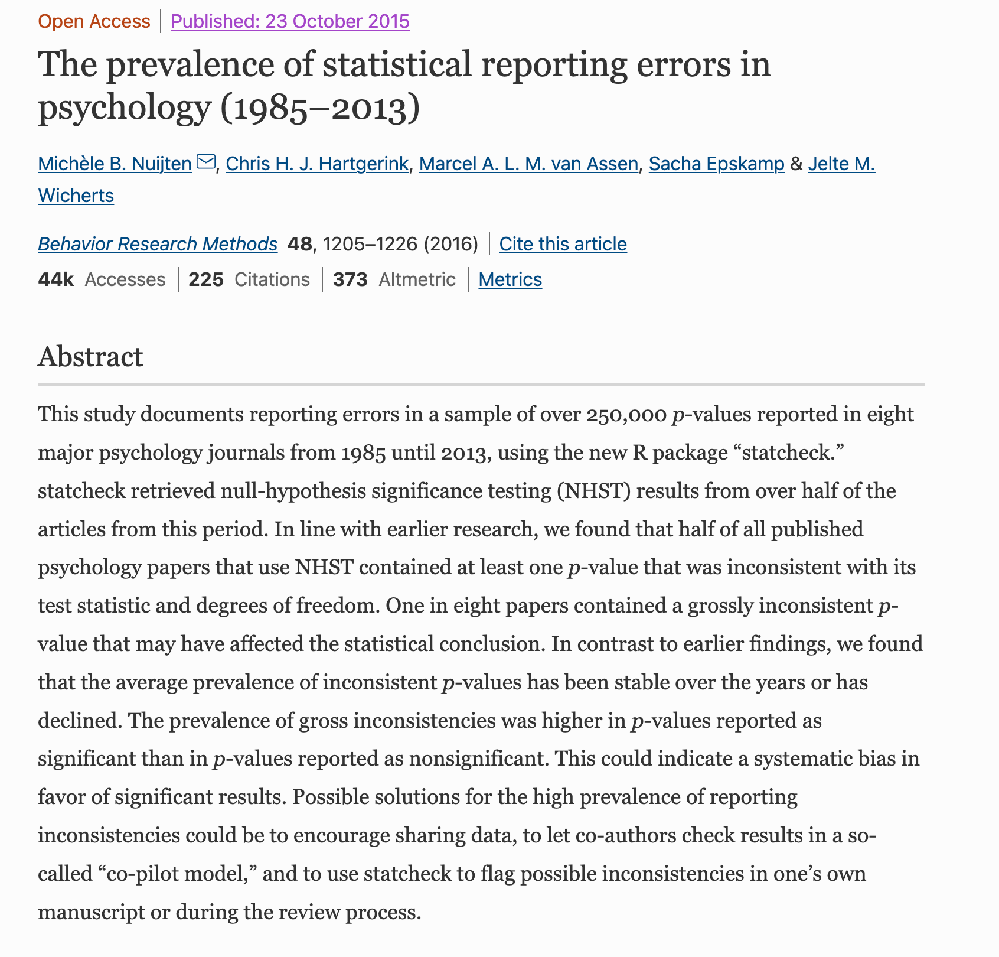 Open Access | Published: 23 October 2015
The prevalence of statistical reporting errors in
psychology (1985–2013)
Michèle B. Nuijten, Chris H. J. Hartgerink, Marcel A. L. M. van Assen, Sacha Epskamp & Jelte M.
Wicherts
Behavior Research Methods 48, 1205–1226 (2016) | Cite this article
44k Accesses | 225 Citations | 373 Altmetric | Metrics
Abstract
This study documents reporting errors in a sample of over 250,000 p-values reported in eight
major psychology journals from 1985 until 2013, using the new R package “statcheck.”
statcheck retrieved null-hypothesis significance testing (NHST) results from over half of the
articles from this period. In line with earlier research, we found that half of all published
psychology papers that use NHST contained at least one p-value that was inconsistent with its
test statistic and degrees of freedom. One in eight papers contained a grossly inconsistent p-
value that may have affected the statistical conclusion. In contrast to earlier findings, we found
that the average prevalence of inconsistent p-values has been stable over the years or has
declined. The prevalence of gross inconsistencies was higher in p-values reported as
significant than in p-values reported as nonsignificant. This could indicate a systematic bias in
favor of significant results. Possible solutions for the high prevalence of reporting
inconsistencies could be to encourage sharing data, to let co-authors check results in a so-
called “co-pilot model,” and to use statcheck to flag possible inconsistencies in one’s own
manuscript or during the review process.